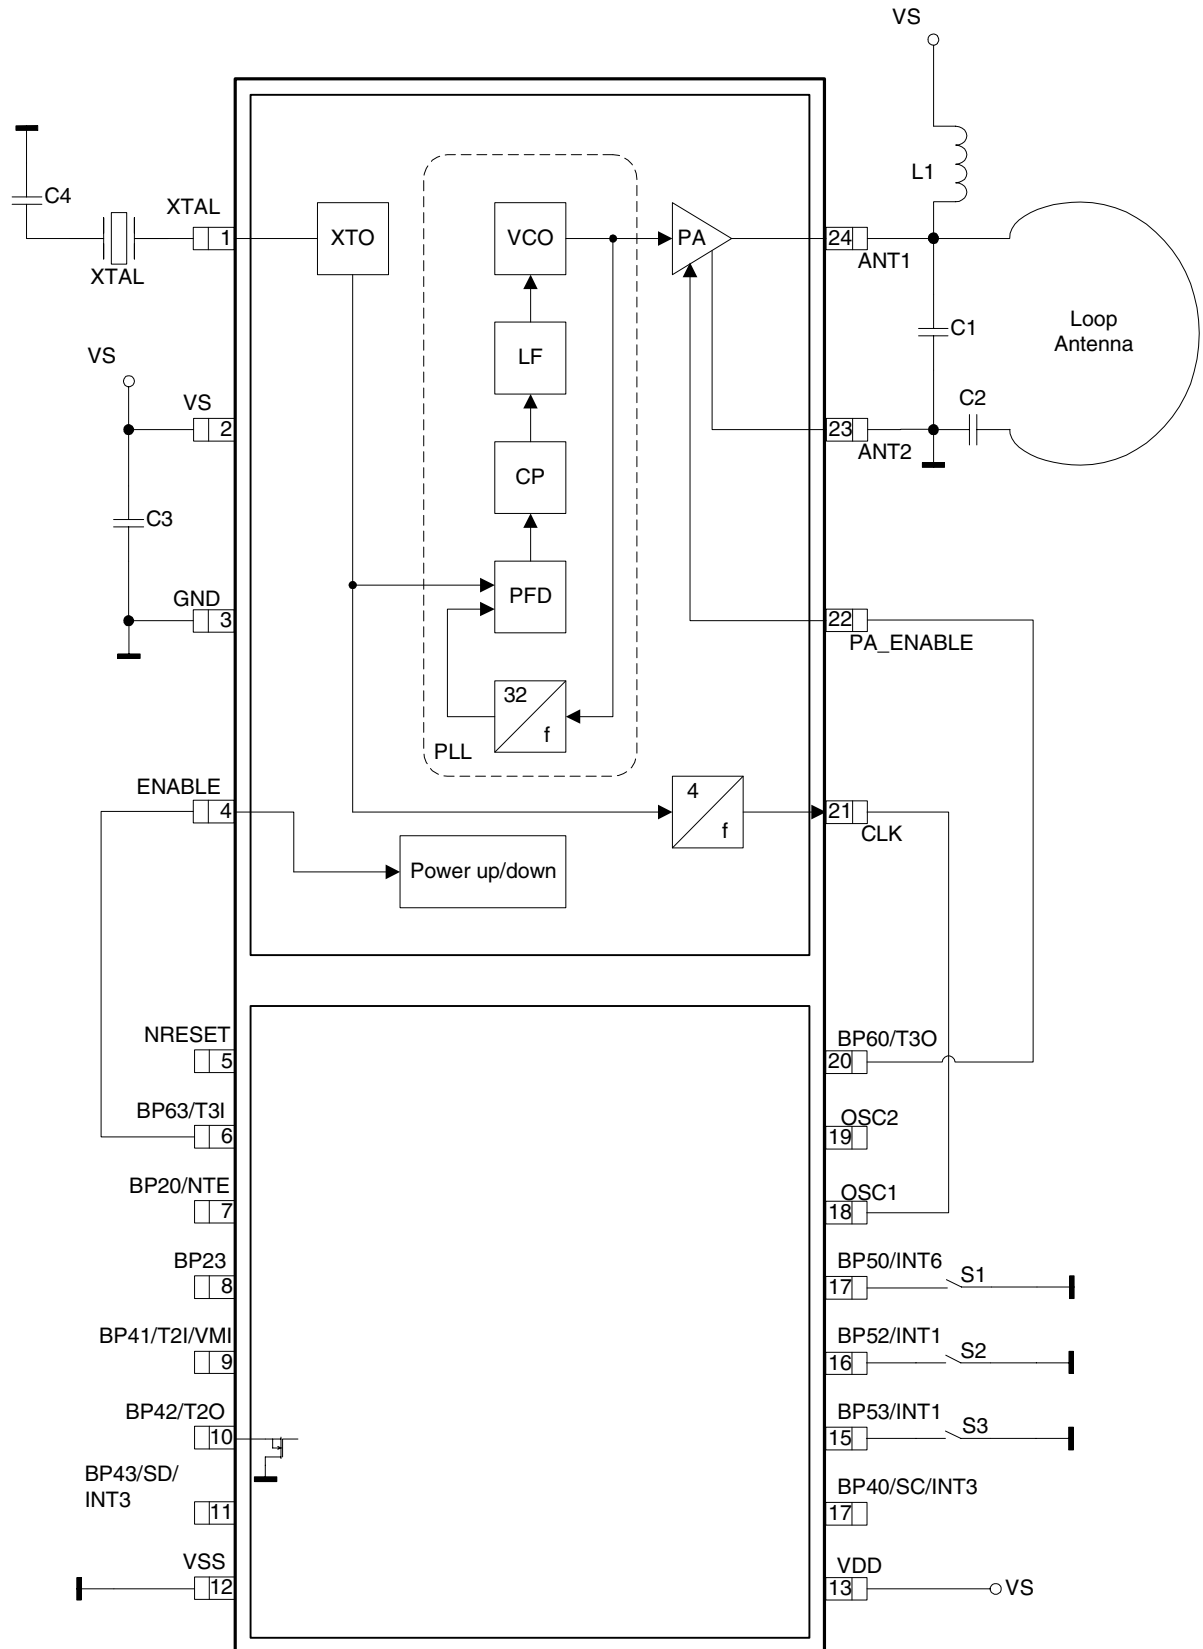 VS
L1
C4
XTAL
1
XTAL
XTO
VCO
PA
24
ANT1
C1
Loop
Antenna
LF
VS
VS
2
C2
23
ANT2
CP
C3
GND
3
PFD
22
PA_ENABLE
32
f
PLL
ENABLE
4
4
f
21
CLK
Power up/down
NRESET
5
BP60/T3O
20
BP63/T3I
6
OSC2
19
BP20/NTE
7
OSC1
18
BP23
8
BP50/INT6
17
S1
BP41/T2I/VMI
9
BP52/INT1
16
S2
BP42/T2O
10
BP53/INT1
15
S3
BP43/SD/
INT3
11
BP40/SC/INT3
17
VSS
12
VDD
13
VS